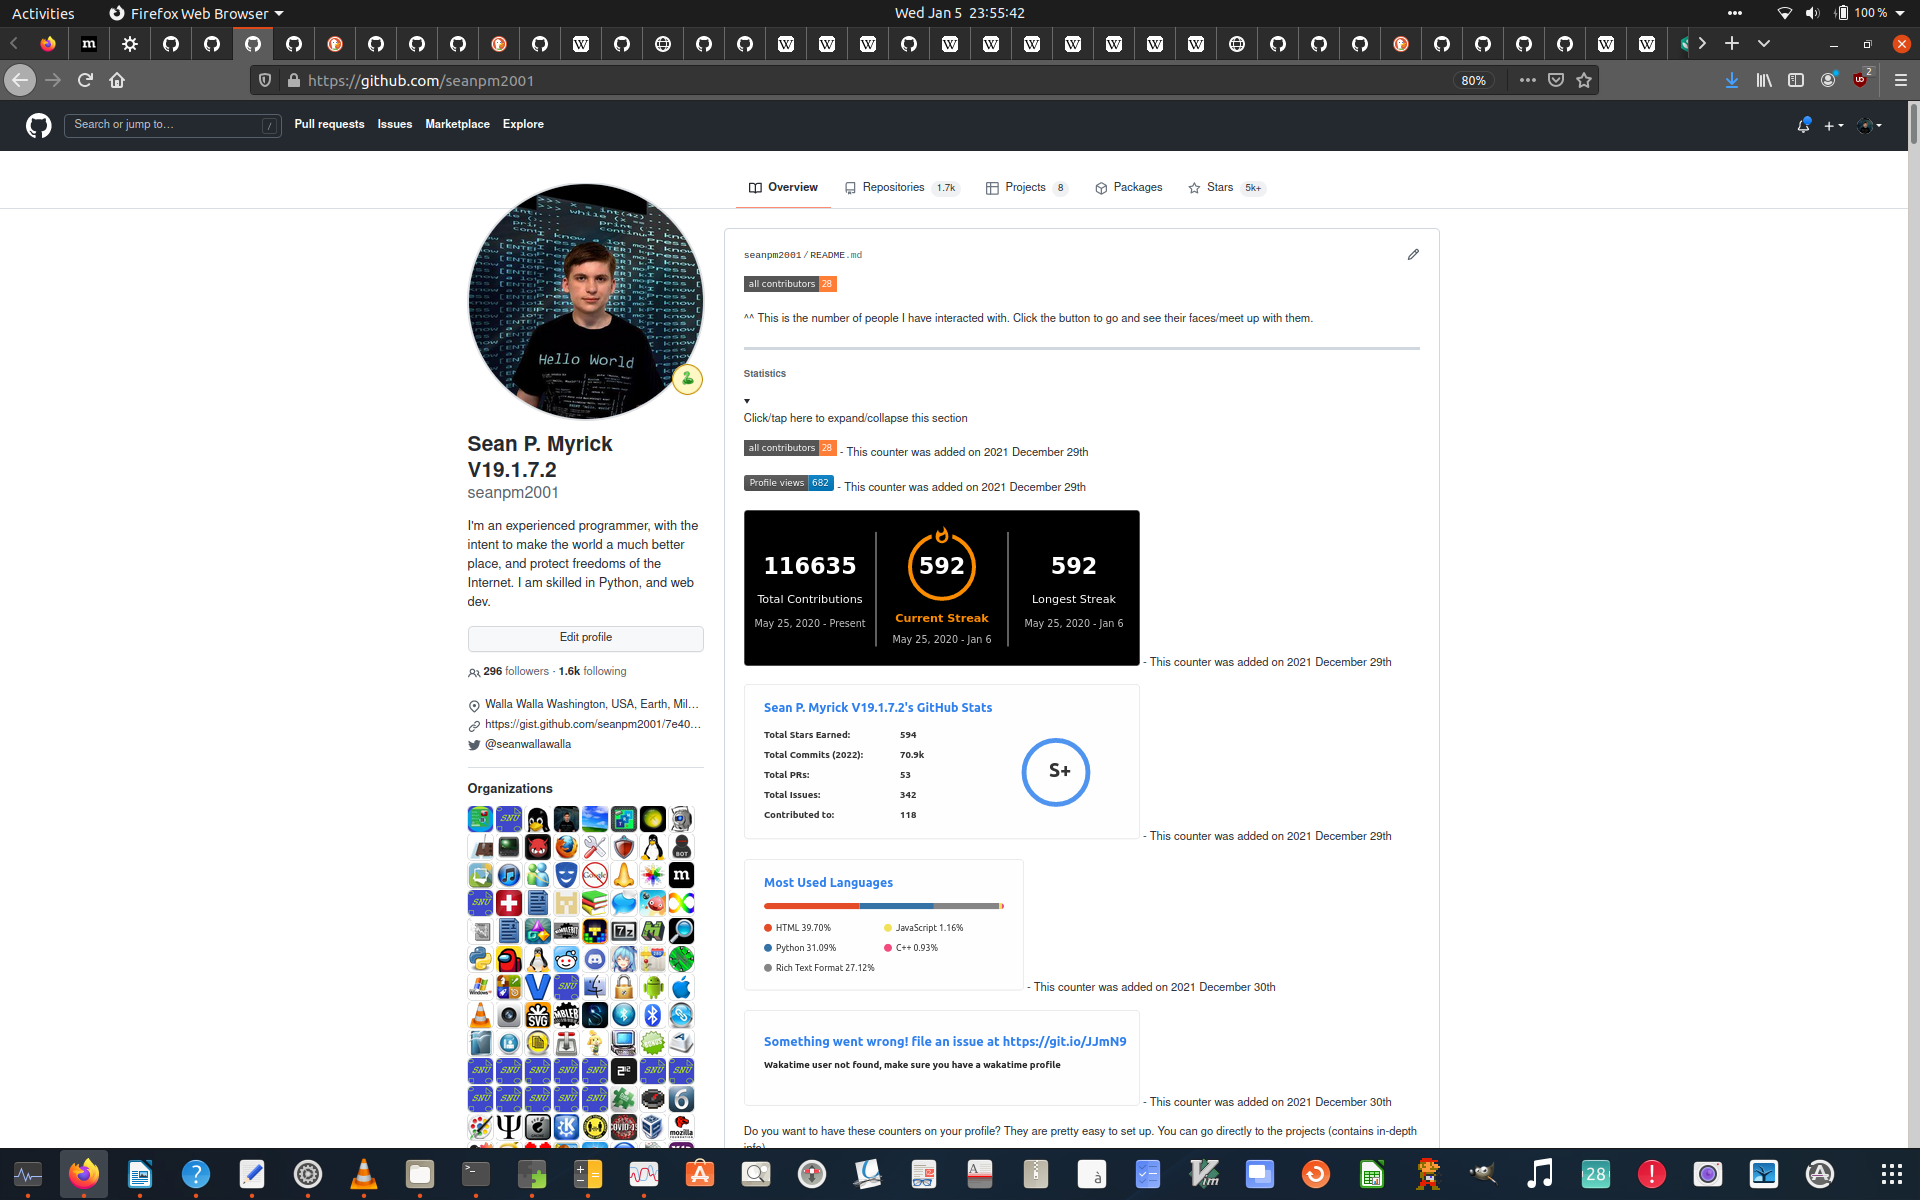 Activities
Firefox Web Browser
Wed Jan 5 23:55:42
100 %
https://github.com/seanpm2001
80%
2
Search or jump to…
/
Pull requests
Issues
Marketplace
Explore
Overview
Repositories 1.7k
Projects 8
Packages
Stars 5k+
Hello World
Sean P. Myrick
V19.1.7.2
seanpm2001
I'm an experienced programmer, with the
intent to make the world a much better
place, and protect freedoms of the
Internet. I am skilled in Python, and web
dev.
Edit profile
296 followers · 1.6k following
Walla Walla Washington, USA, Earth, Mil…
https://gist.github.com/seanpm2001/7e40…
@seanwallawalla
Organizations
seanpm2001/README.md
all contributors 28
^^ This is the number of people I have interacted with. Click the button to go and see their faces/meet up with them.
Statistics
Click/tap here to expand/collapse this section
all contributors 28 - This counter was added on 2021 December 29th
Profile views 682 - This counter was added on 2021 December 29th
116635
Total Contributions
May 25, 2020 - Present
592
Current Streak
May 25, 2020 - Jan 6
592
Longest Streak
May 25, 2020 - Jan 6
- This counter was added on 2021 December 29th
Sean P. Myrick V19.1.7.2's GitHub Stats
Total Stars Earned: 594
Total Commits (2022): 70.9k
Total PRs: 53
Total Issues: 342
Contributed to: 118
S+
- This counter was added on 2021 December 29th
Most Used Languages
HTML 39.70%
JavaScript 1.16%
Python 31.09%
C++ 0.93%
Rich Text Format 27.12%
- This counter was added on 2021 December 30th
Something went wrong! file an issue at https://git.io/JJmN9
Wakatime user not found, make sure you have a wakatime profile
- This counter was added on 2021 December 30th
Do you want to have these counters on your profile? They are pretty easy to set up. You can go directly to the projects (contains in-depth
28